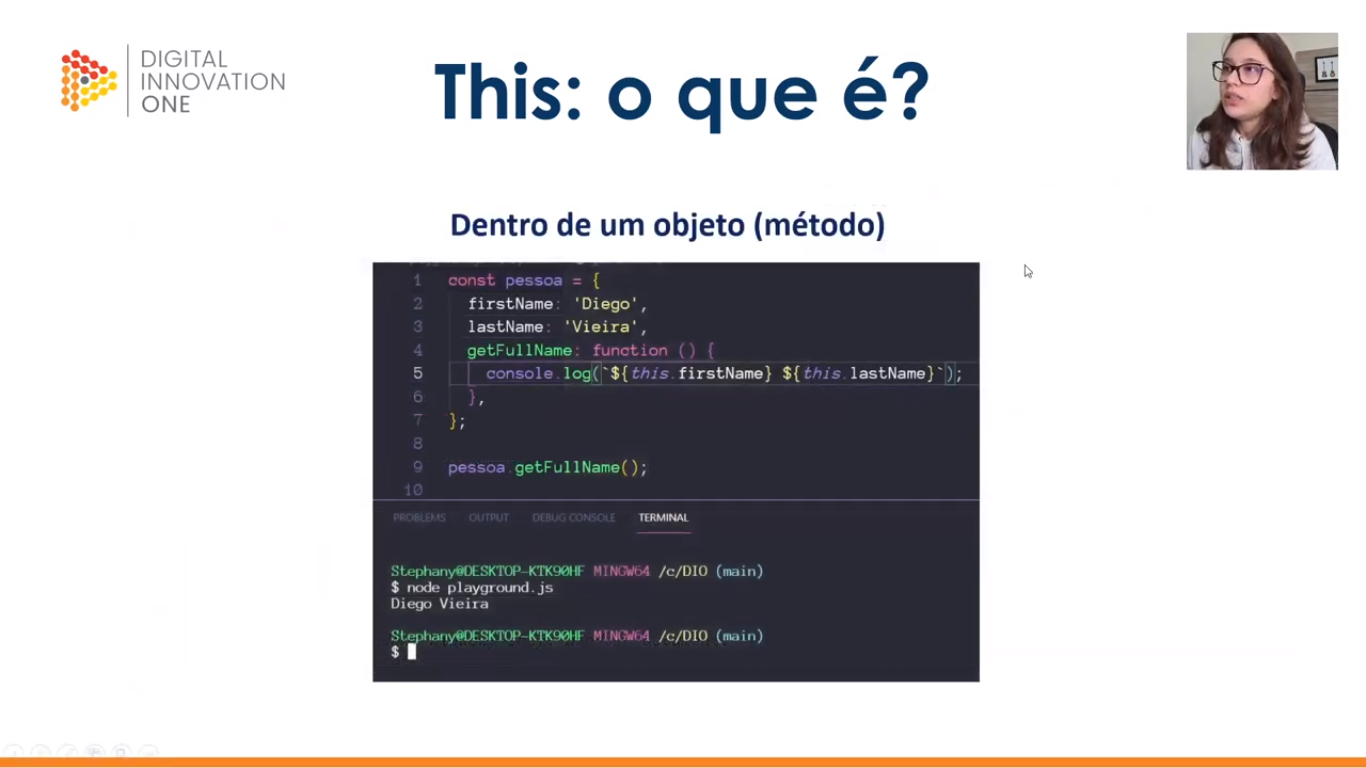 DIGITAL
INNOVATION
ONE
This: o que é?
Dentro de um objeto (método)
1 const pessoa = {
2 firstName: 'Diego',
3 lastName: 'Vieira',
4 getFullName: function () {
5 console.log(`${this.firstName} ${this.lastName}`);
6 },
7 };
8
9 pessoa.getFullName();
10
PROBLEMS OUTPUT DEBUG CONSOLE TERMINAL
Stephany@DESKTOP-KTK90HF MINGW64 /c/DIO (main)
$ node playground.js
Diego Vieira
Stephany@DESKTOP-KTK90HF MINGW64 /c/DIO (main)
$